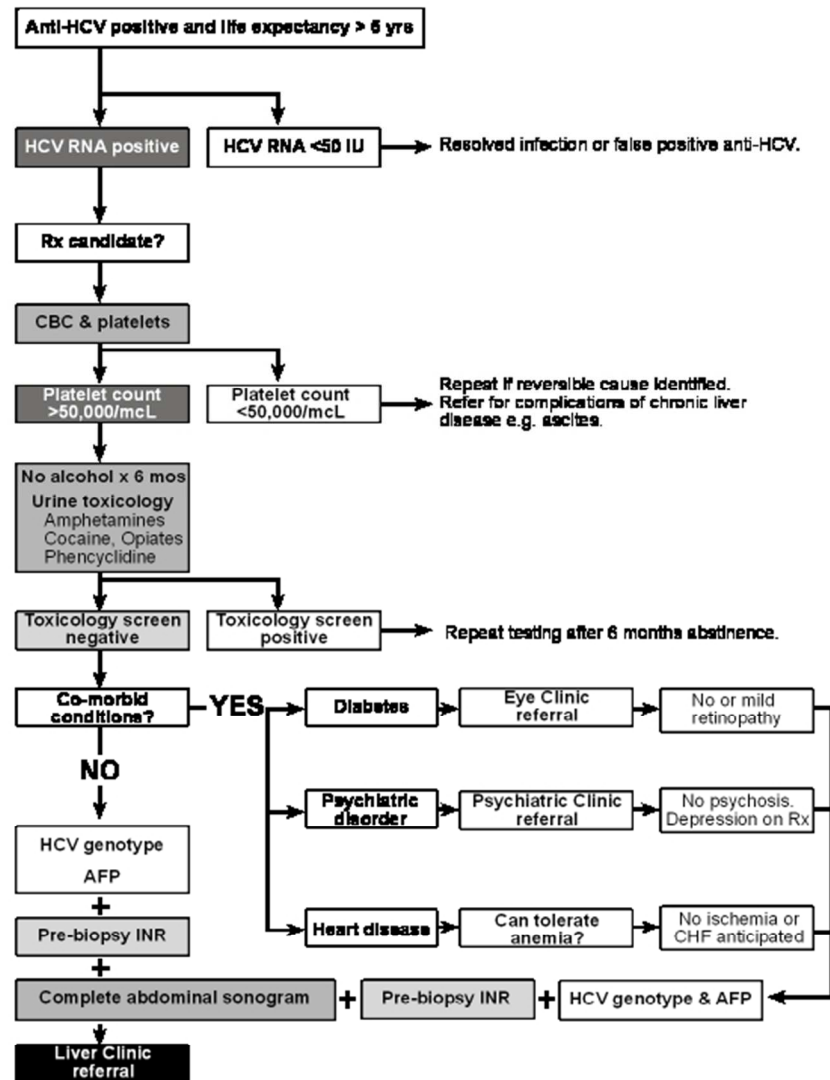 Anti-HCV positive and life expectancy > 5 yrs
HCV RNA positive
HCV RNA <50 IU
Resolved infection or false positive anti-HCV.
Rx candidate?
CBC & platelets
Platelet count
>50,000/mcL
Platelet count
<50,000/mcL
Repeat if reversible cause identified.
Refer for complications of chronic liver
disease e.g. ascites.
No alcohol x 6 mos
Urine toxicology
Amphetamines
Cocaine, Opiates
Phencyclidine
Toxicology screen
negative
Toxicology screen
positive
Repeat testing after 6 months abstinence.
Co-morbid
conditions?
YES
Diabetes
Eye Clinic
referral
No or mild
retinopathy
NO
Psychiatric
disorder
Psychiatric Clinic
referral
No psychosis.
Depression on Rx
HCV genotype
AFP
+
Heart disease
Can tolerate
anemia?
No ischemia or
CHF anticipated
Pre-biopsy INR
+
Complete abdominal sonogram + Pre-biopsy INR + HCV genotype & AFP
Liver Clinic
referral